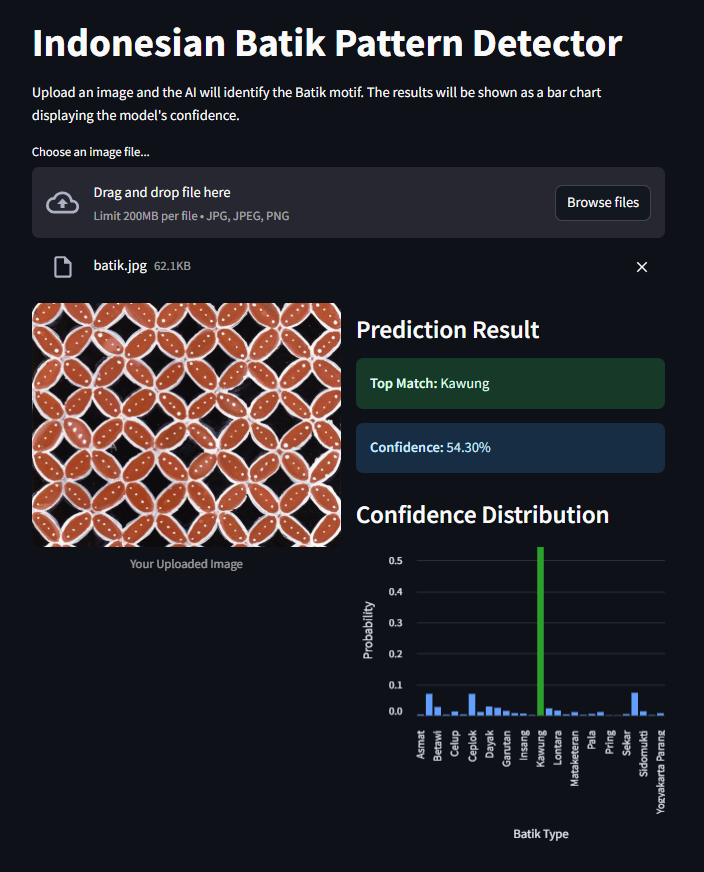 Indonesian Batik Pattern Detector
Upload an image and the AI will identify the Batik motif. The results will be shown as a bar chart
displaying the model's confidence.
Choose an image file...
Drag and drop file here
Limit 200MB per file • JPG, JPEG, PNG
Browse files
batik.jpg 62.1KB
Your Uploaded Image
Prediction Result
Top Match: Kawung
Confidence: 54.30%
Confidence Distribution
0.5
0.4
0.3
0.2
0.1
0.0
Probability
Asmat
Betawi
Celup
Ceplok
Dayak
Garutan
Insang
Kawung
Lontara
Mataketeran
Pala
Pring
Sekar
Sidomukti
Yogyakarta Parang
Batik Type